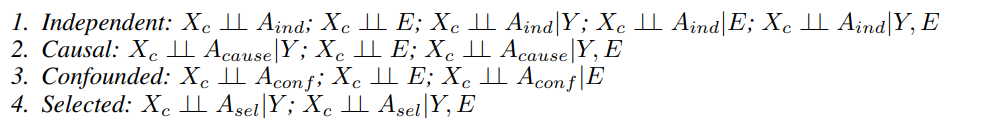 1. Independent: X_c ⊥⊥ A_ind; X_c ⊥⊥ E; X_c ⊥⊥ A_ind|Y; X_c ⊥⊥ A_ind|E; X_c ⊥⊥ A_ind|Y, E
2. Causal: X_c ⊥⊥ A_cause|Y; X_c ⊥⊥ E; X_c ⊥⊥ A_cause|Y, E
3. Confounded: X_c ⊥⊥ A_conf; X_c ⊥⊥ E; X_c ⊥⊥ A_conf|E
4. Selected: X_c ⊥⊥ A_sel|Y; X_c ⊥⊥ A_sel|Y, E